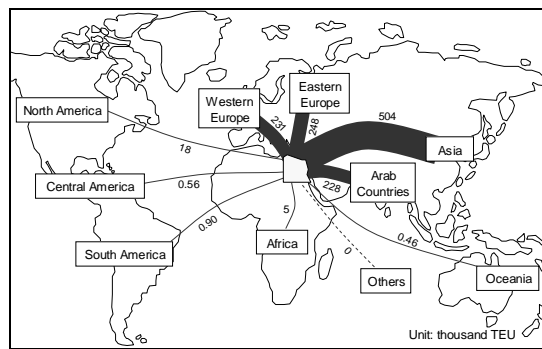 Western
Europe
Eastern
Europe
North America
231
248
504
Asia
18
Arab
Countries
228
Central America
0.56
0.90
5
South America
Africa
0
0.46
Others
Oceania
Unit: thousand TEU